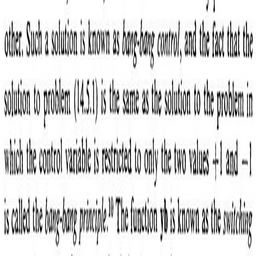 other. Such a solution is known as bang-bang control, and the fact that the
solution to problem (14.5.1) is the same as the solution to the problem in
which the control variable is restricted to only the two values +1 and −1
is called the bang-bang principle.¹⁰ The function is known as the switching